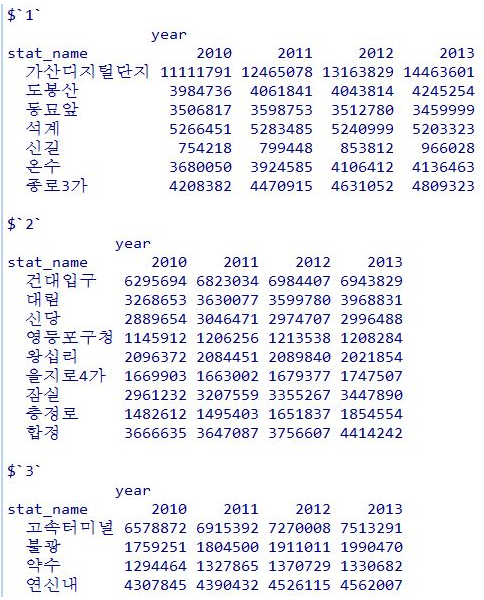 $`1`
year
stat_name 2010 2011 2012 2013
가산디지털단지 11111791 12465078 13163829 14463601
도봉산 3984736 4061841 4043814 4245254
동묘앞 3506817 3598753 3512780 3459999
석계 5266451 5283485 5240999 5203323
신길 754218 799448 853812 966028
온수 3680050 3924585 4106412 4136463
종로3가 4208382 4470915 4631052 4809323
$`2`
year
stat_name 2010 2011 2012 2013
건대입구 6295694 6823034 6984407 6943829
대림 3268653 3630077 3599780 3968831
신당 2889654 3046471 2974707 2996488
영등포구청 1145912 1206256 1213538 1208284
왕십리 2096372 2084451 2089840 2021854
을지로4가 1669903 1663002 1679377 1747507
잠실 2961232 3207559 3355267 3447890
충정로 1482612 1495403 1651837 1854554
합정 3666635 3647087 3756607 4414242
$`3`
year
stat_name 2010 2011 2012 2013
고속터미널 6578872 6915392 7270008 7513291
불광 1759251 1804500 1911011 1990470
약수 1294464 1327865 1370729 1330682
연신내 4307845 4390432 4526115 4562007